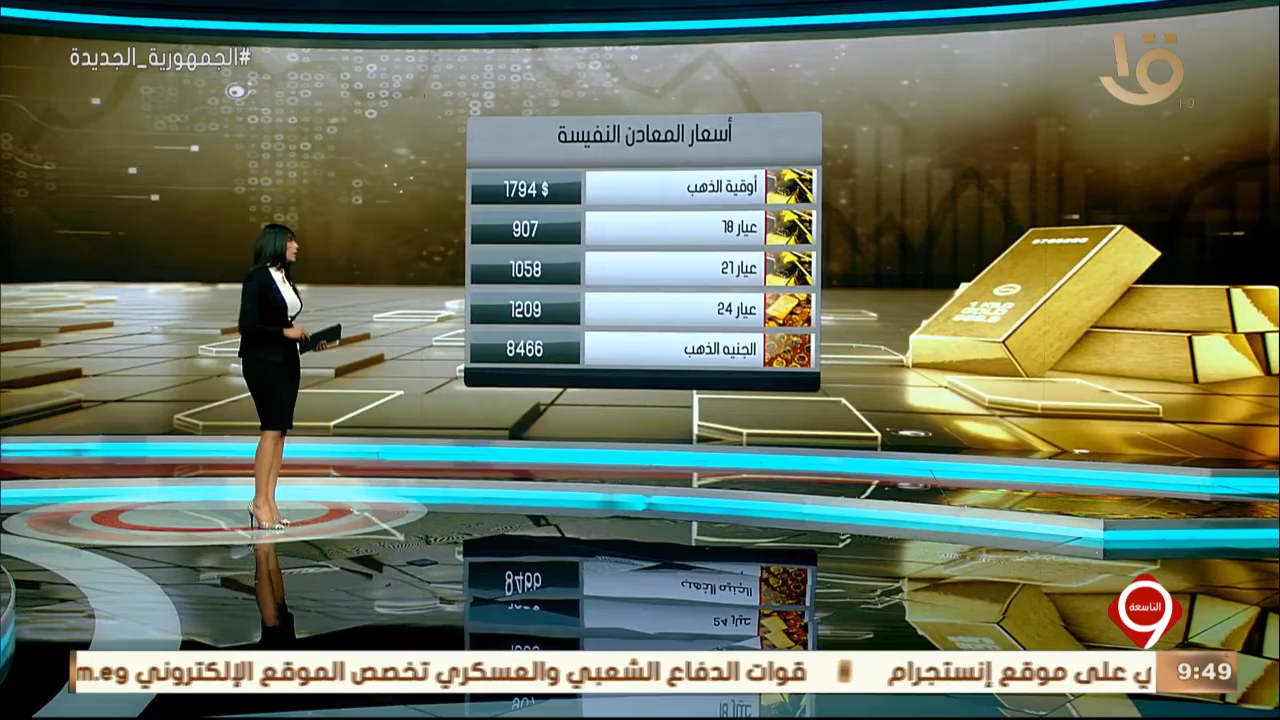 #الجمهورية_الجديدة
أسعار المعادن النفيسة
أوقية الذهب 1794 $
عيار 18 907
عيار 21 1058
عيار 24 1209
الجنيه الذهب 8466
التاسعة
9
9:49 ي على موقع إنستجرام قوات الدفاع الشعبي والعسكري تخصص الموقع الإلكتروني m.eg